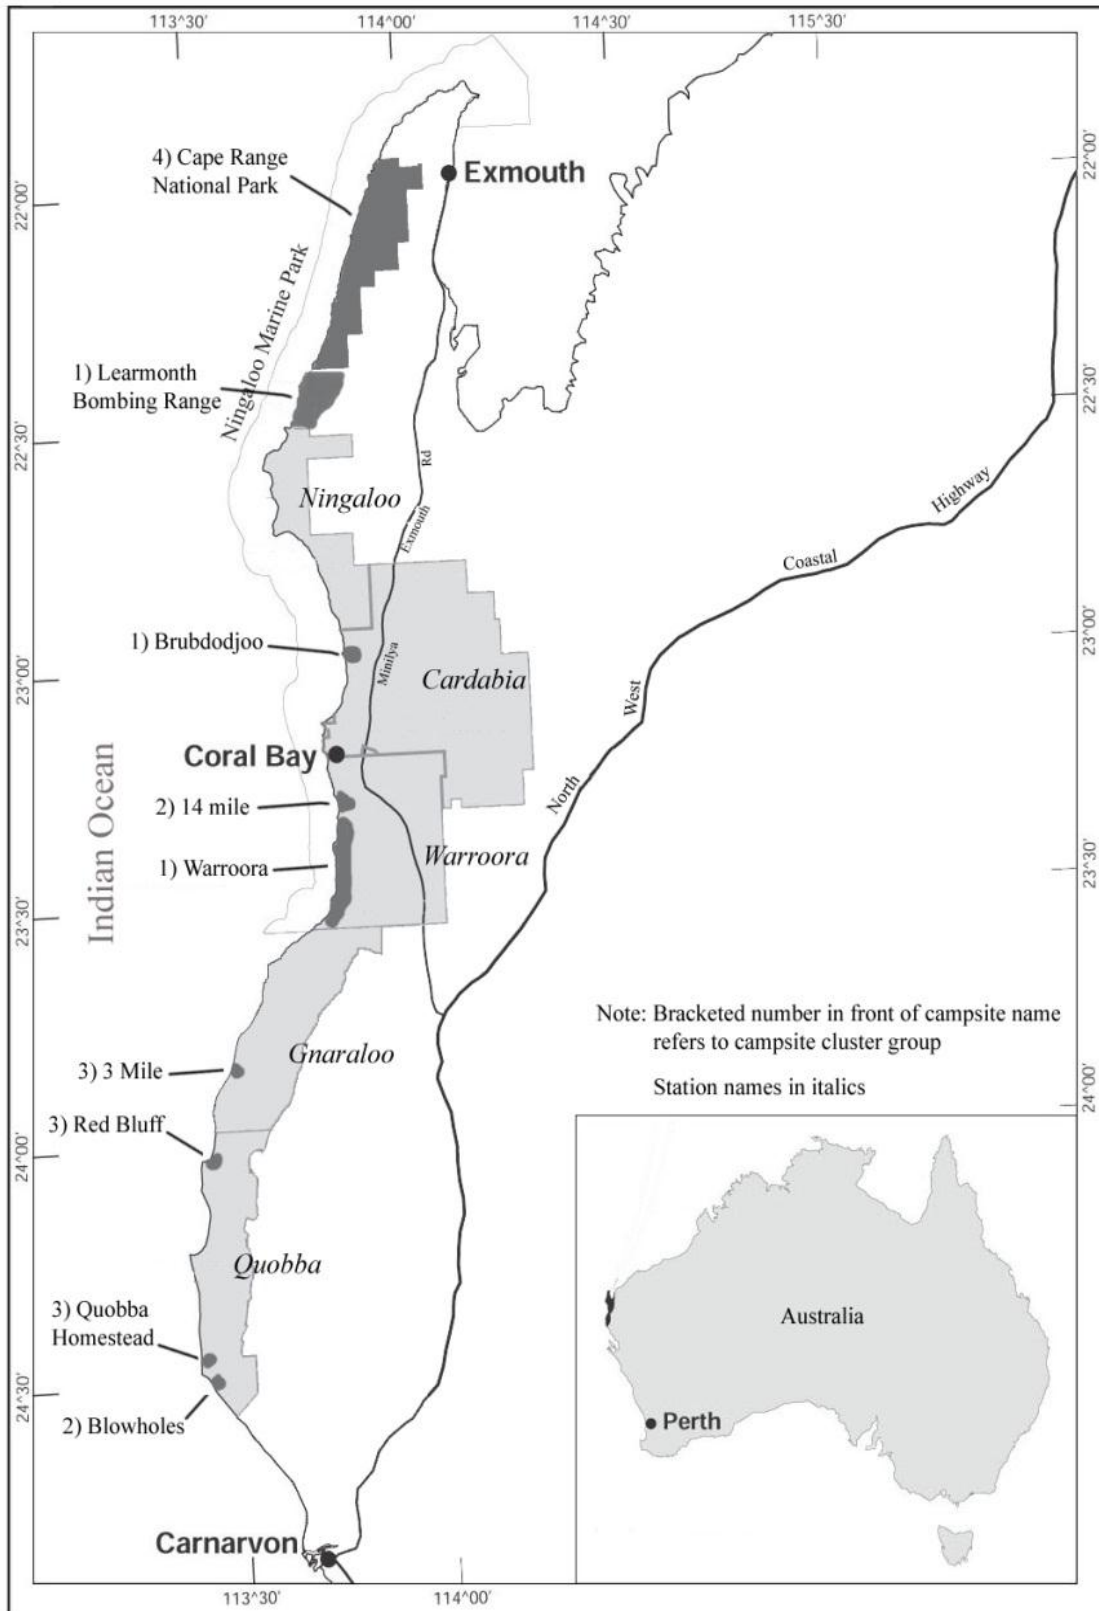 113^30'
114^00'
114^30'
115^30'
4) Cape Range
National Park
Exmouth
22^00'
22^00'
Ningaloo Marine Park
1) Learmonth
Bombing Range
22^30'
22^30'
Rd
Ningaloo
Exmouth
Highway
Coastal
1) Brubdodjoo
Minilya
23^00'
23^00'
Cardabia
West
Coral Bay
North
2) 14 mile
Indian Ocean
1) Warroora
Warroora
23^30'
23^30'
Note: Bracketed number in front of campsite name
refers to campsite cluster group
Station names in italics
Gnaraloo
3) 3 Mile
24^00'
3) Red Bluff
24^00'
Quobba
3) Quobba
Homestead
Australia
24^30'
2) Blowholes
Perth
Carnarvon
113^30'
114^00'